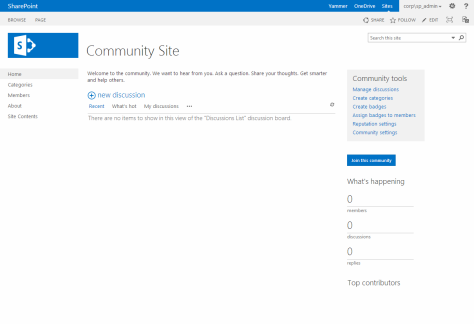 SharePoint
Yammer OneDrive Sites corp\sp_admin ?
BROWSE PAGE
SHARE FOLLOW EDIT
Search this site
S
Community Site
Home
Categories
Members
About
Site Contents
Welcome to the community. We want to hear from you. Ask a question. Share your thoughts. Get smarter
and help others.
new discussion
Recent What's hot My discussions •••
There are no items to show in this view of the "Discussions List" discussion board.
Community tools
Manage discussions
Create categories
Create badges
Assign badges to members
Reputation settings
Community settings
Join this community
What's happening
0
members
0
discussions
0
replies
Top contributors